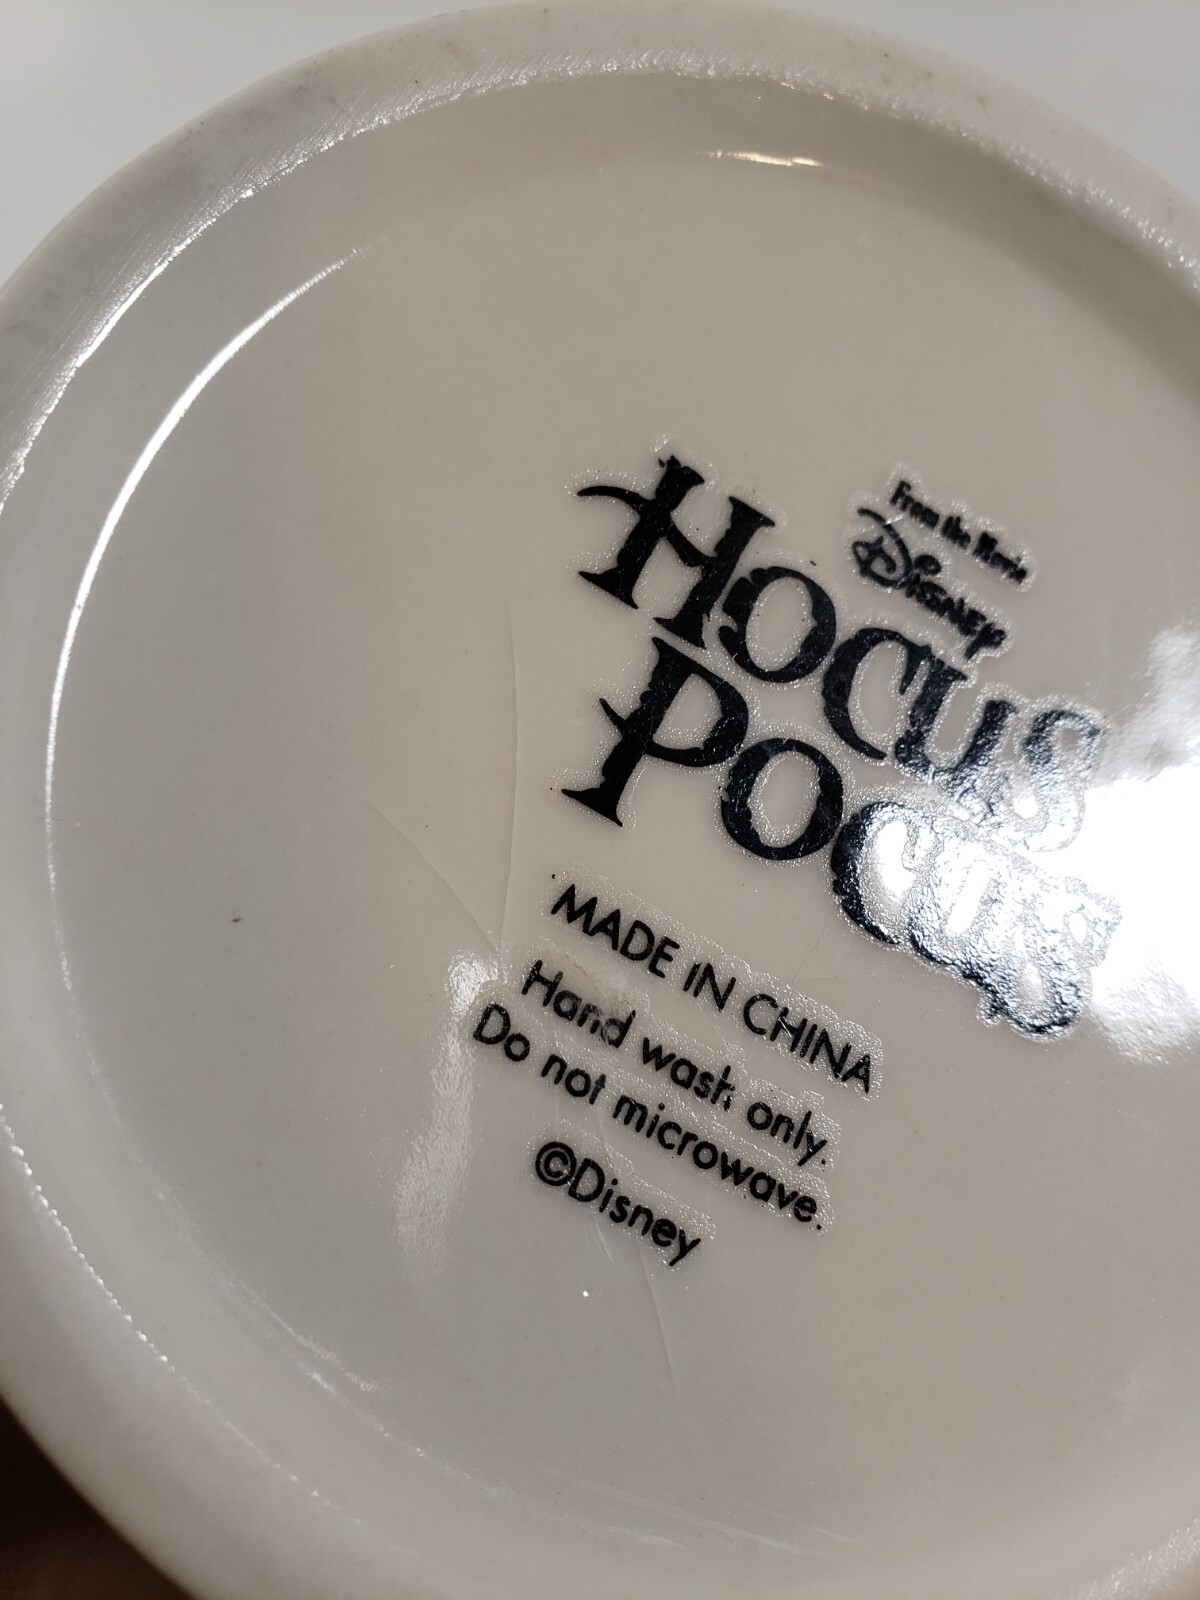 From the Movie
Disney
HOCUS
POCUS
MADE IN CHINA
Hand wash only.
Do not microwave.
©Disney